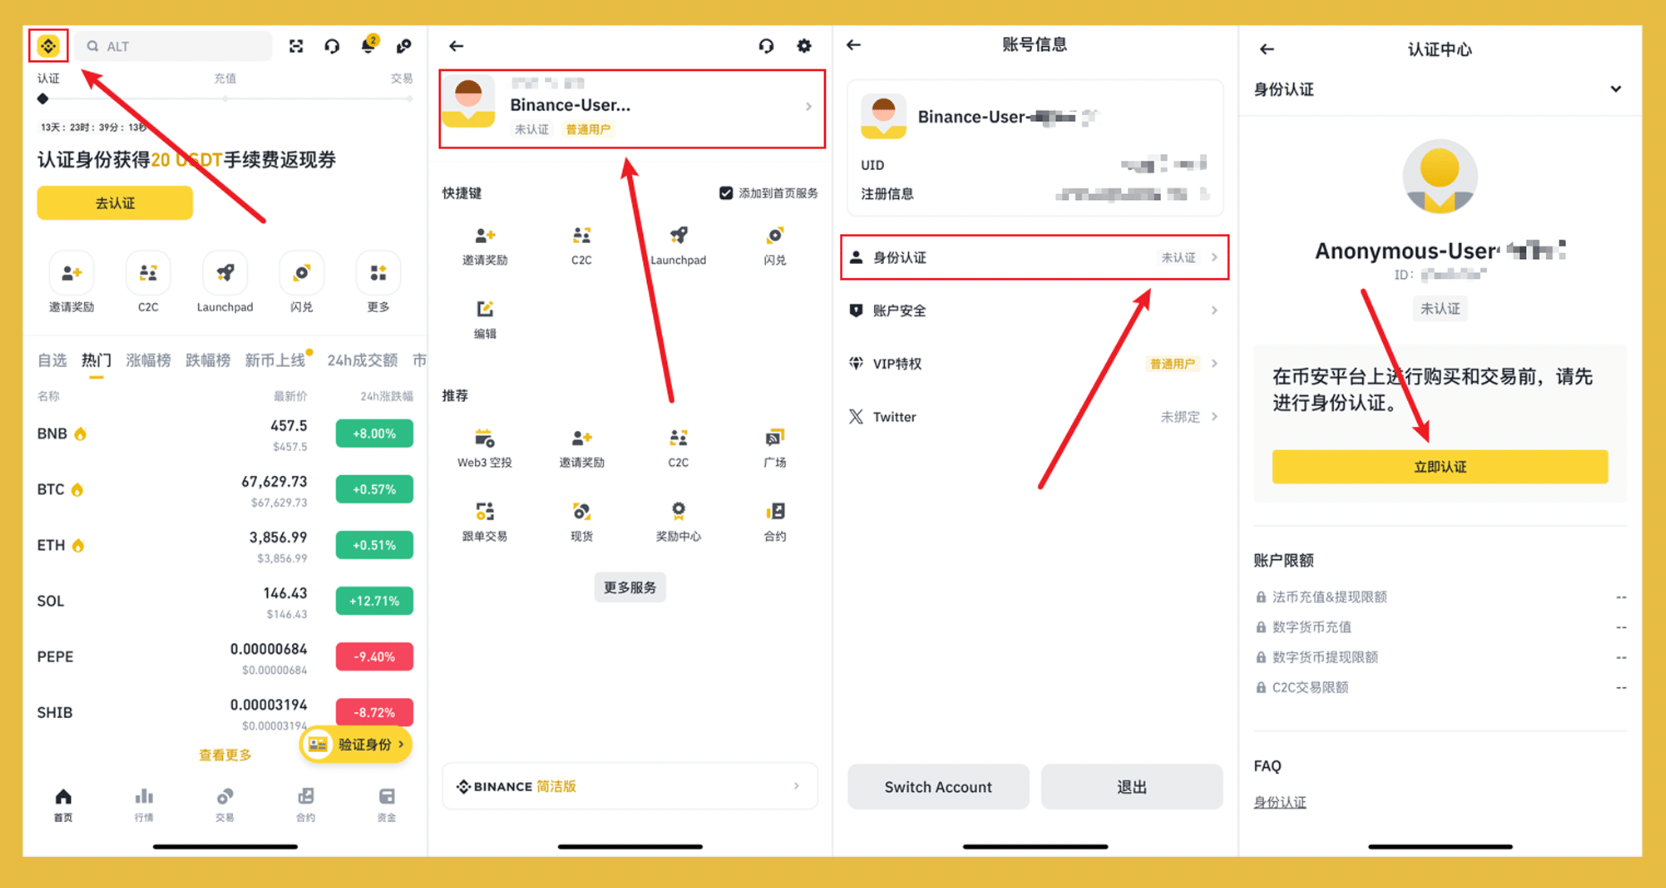 ALT
2
认证
充值
交易
13天：23时：39分：13秒
认证身份获得20 USDT手续费返现券
去认证
邀请奖励
C2C
Launchpad
闪兑
更多
自选 热门 涨幅榜 跌幅榜 新币上线 24h成交额 市
名称 最新价 24h涨跌幅
BNB 457.5 +8.00%
$457.5
BTC 67,629.73 +0.57%
$67,629.73
ETH 3,856.99 +0.51%
$3,856.99
SOL 146.43 +12.71%
$146.43
PEPE 0.00000684 -9.40%
$0.00000684
SHIB 0.00003194 -8.72%
$0.00003194
查看更多
验证身份
首页
行情
交易
合约
资金
Binance-User...
未认证 普通用户
快捷键
添加到首页服务
邀请奖励
C2C
Launchpad
闪兑
编辑
推荐
Web3 空投
邀请奖励
C2C
广场
跟单交易
现货
奖励中心
合约
更多服务
BINANCE 简洁版
账号信息
Binance-User-
UID
注册信息
身份认证 未认证
账户安全
VIP特权 普通用户
Twitter 未绑定
Switch Account
退出
认证中心
身份认证
Anonymous-User-
ID:
未认证
在币安平台上进行购买和交易前，请先
进行身份认证。
立即认证
账户限额
法币充值&提现限额 --
数字货币充值 --
数字货币提现限额 --
C2C交易限额 --
FAQ
身份认证